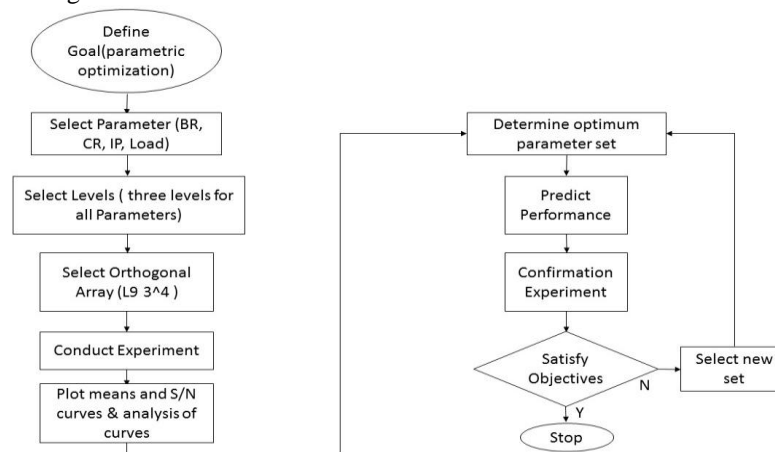 Define
Goal(parametric
optimization)
Select Parameter (BR,
CR, IP, Load)
Select Levels ( three levels for
all Parameters)
Select Orthogonal
Array (L9 3^4 )
Conduct Experiment
Plot means and S/N
curves & analysis of
curves
Determine optimum
parameter set
Predict
Performance
Confirmation
Experiment
Satisfy
Objectives
N
Select new
set
Y
Stop